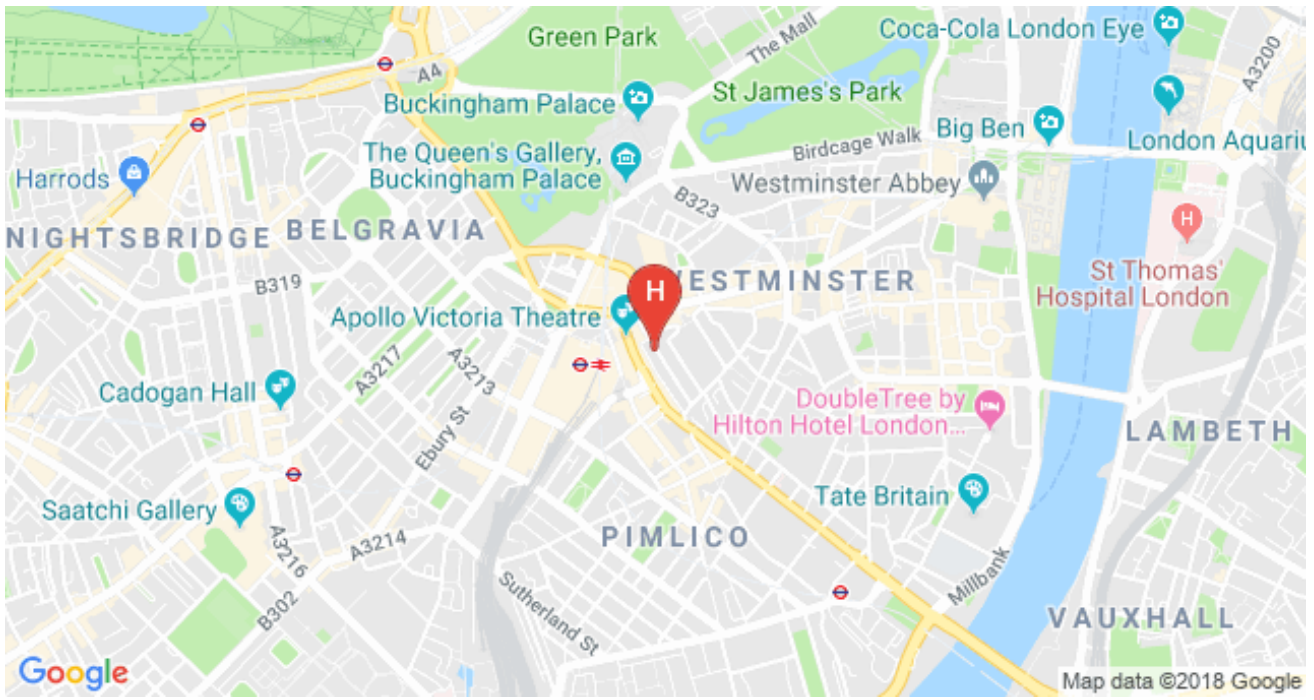 Coca-Cola London Eye
Green Park
The Mall
A3200
A4
Buckingham Palace
St James's Park
Big Ben
London Aquariu
Birdcage Walk
The Queen's Gallery,
Buckingham Palace
Harrods
Westminster Abbey
B323
H
NIGHTSBRIDGE
BELGRAVIA
St Thomas'
Hospital London
B319
H
WESTMINSTER
Apollo Victoria Theatre
A3217
A3213
Cadogan Hall
DoubleTree by
Hilton Hotel London...
Ebury St
LAMBETH
Saatchi Gallery
Tate Britain
A3216
A3214
PIMLICO
Millbank
B302
Sutherland St
VAUXHALL
Google
Map data ©2018 Google